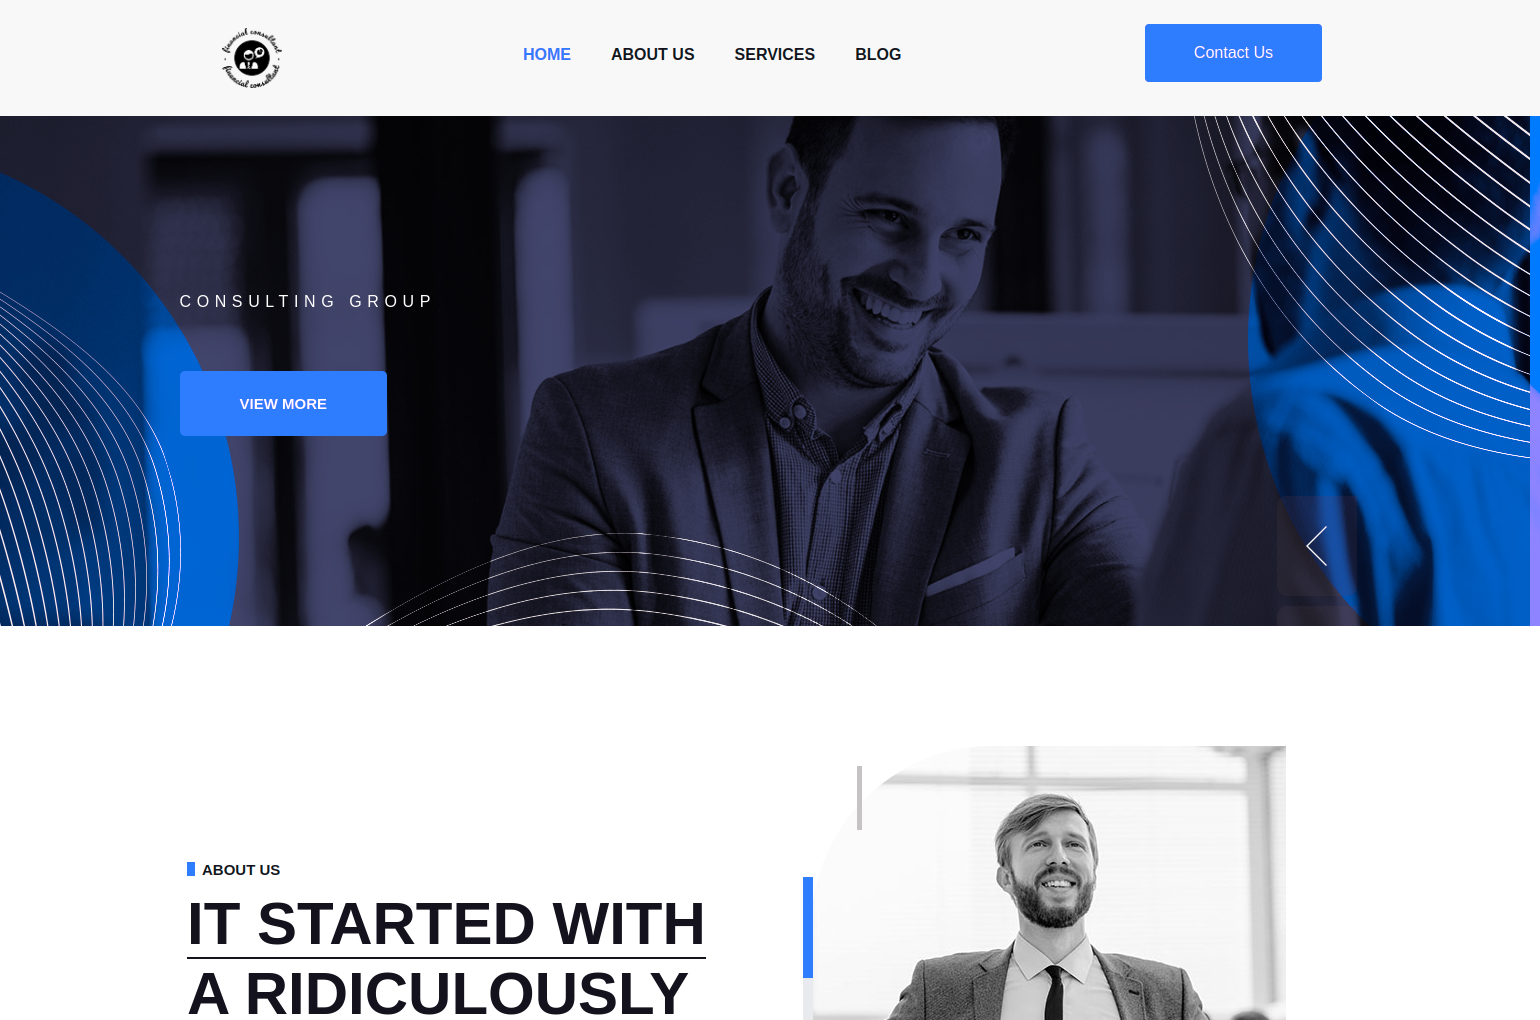 financial consultant
financial consultant
HOME
ABOUT US
SERVICES
BLOG
Contact Us
CONSULTING GROUP
VIEW MORE
ABOUT US
IT STARTED WITH
A RIDICULOUSLY